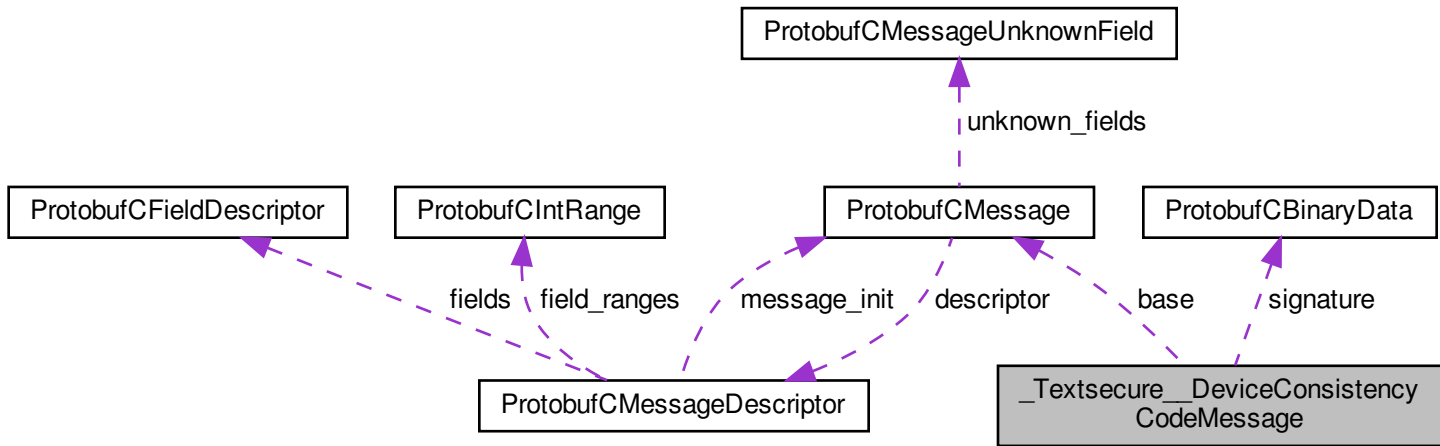 ProtobufCMessageUnknownField
unknown_fields
ProtobufCFieldDescriptor
ProtobufCIntRange
ProtobufCMessage
ProtobufCBinaryData
fields
field_ranges
message_init
descriptor
base
signature
ProtobufCMessageDescriptor
_Textsecure__DeviceConsistency
CodeMessage